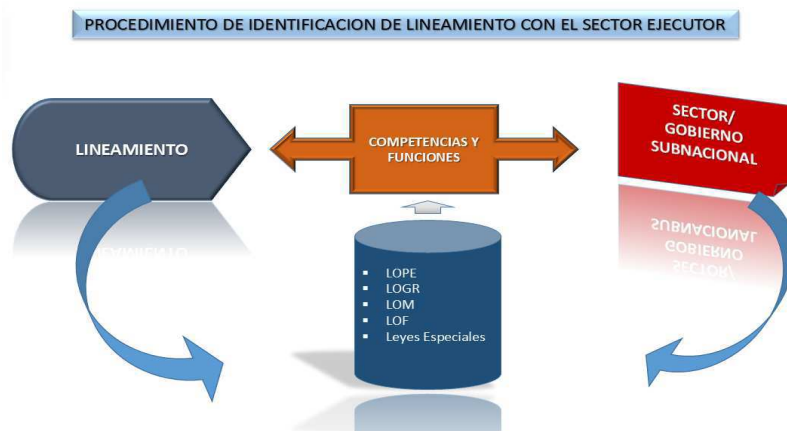 PROCEDIMIENTO DE IDENTIFICACION DE LINEAMIENTO CON EL SECTOR EJECUTOR
LINEAMIENTO
COMPETENCIAS Y
FUNCIONES
SECTOR/
GOBIERNO
SUBNACIONAL
▪ LOPE
▪ LOGR
▪ LOM
▪ LOF
▪ Leyes Especiales